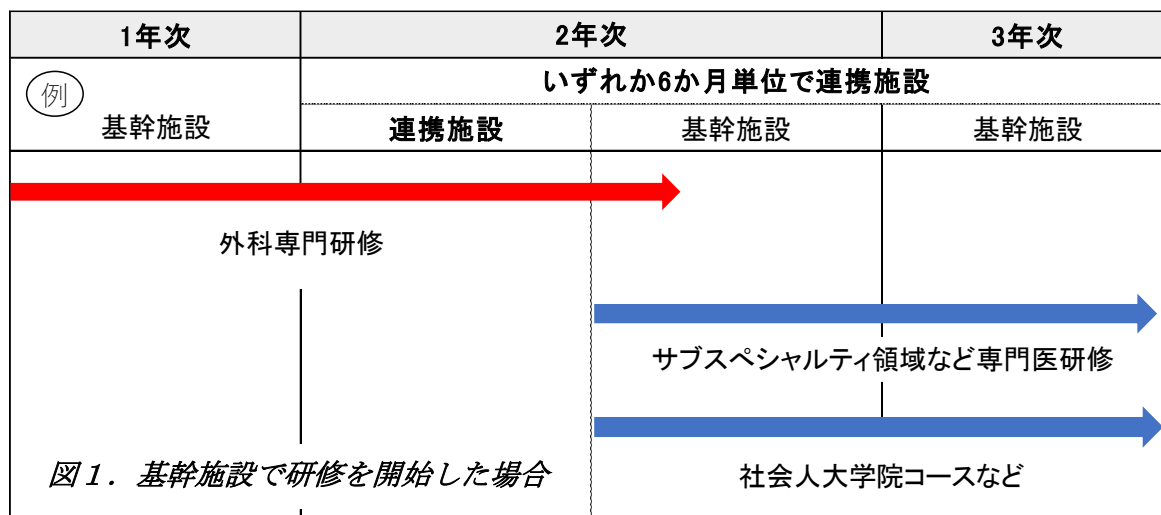 1年次 2年次 3年次
例 いずれか6か月単位で連携施設
基幹施設 連携施設 基幹施設 基幹施設
外科専門研修
サブスペシャルティ領域など専門医研修
図1．基幹施設で研修を開始した場合
社会人大学院コースなど